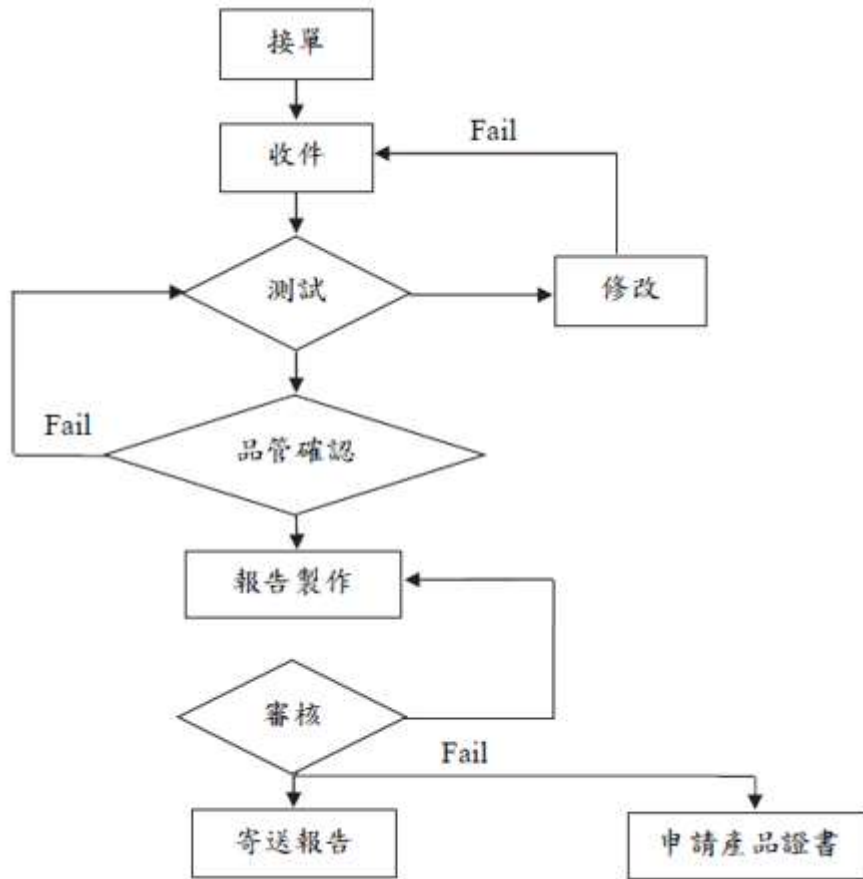 接單
收件
Fail
測試
修改
Fail
品管確認
報告製作
審核
Fail
寄送報告
申請產品證書